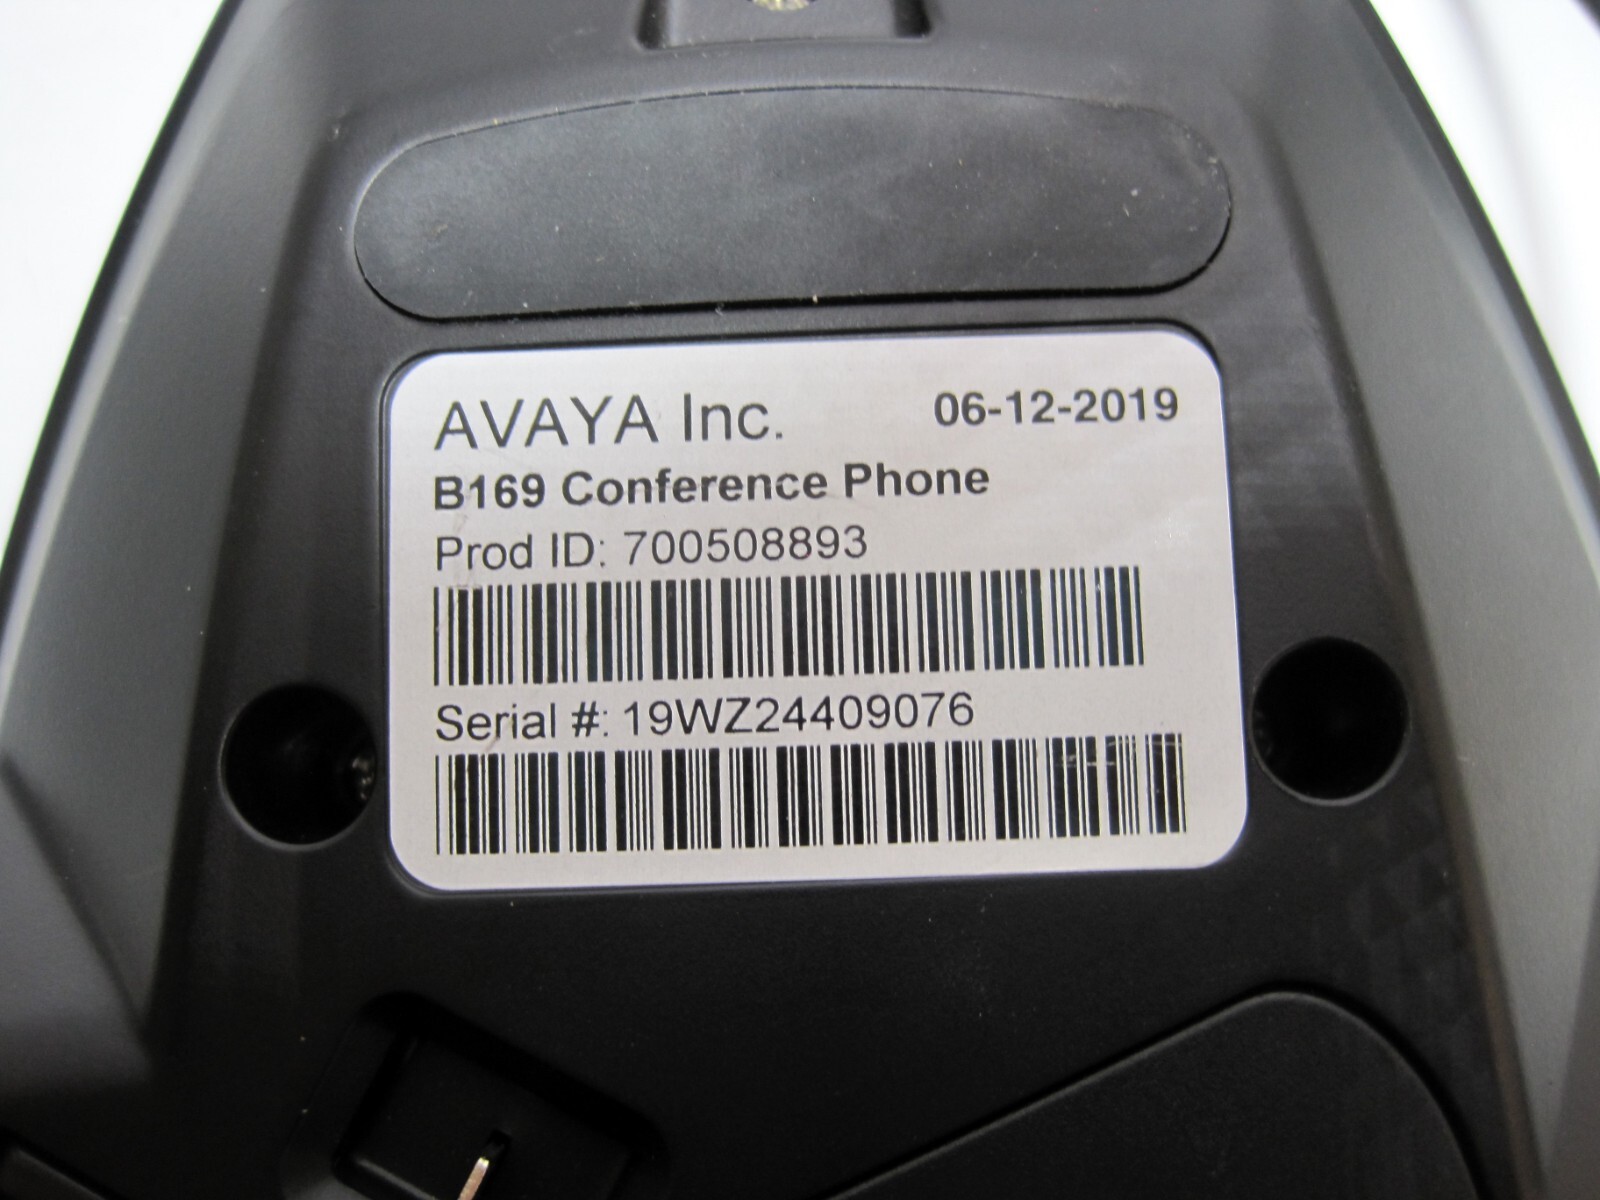 AVAYA Inc. 06-12-2019
B169 Conference Phone
Prod ID: 700508893
Serial #: 19WZ24409076